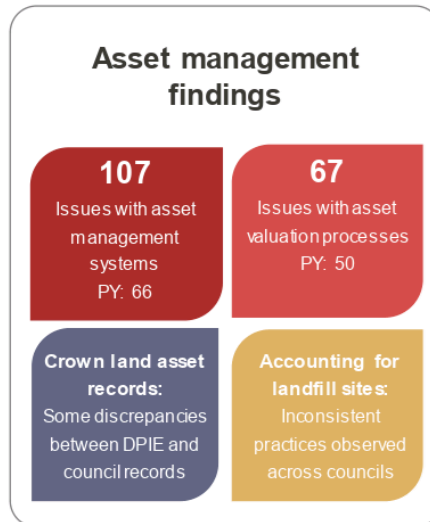 Asset management
findings
107
Issues with asset
management
systems
PY: 66
67
Issues with asset
valuation processes
PY: 50
Crown land asset
records:
Some discrepancies
between DPIE and
council records
Accounting for
landfill sites:
Inconsistent
practices observed
across councils